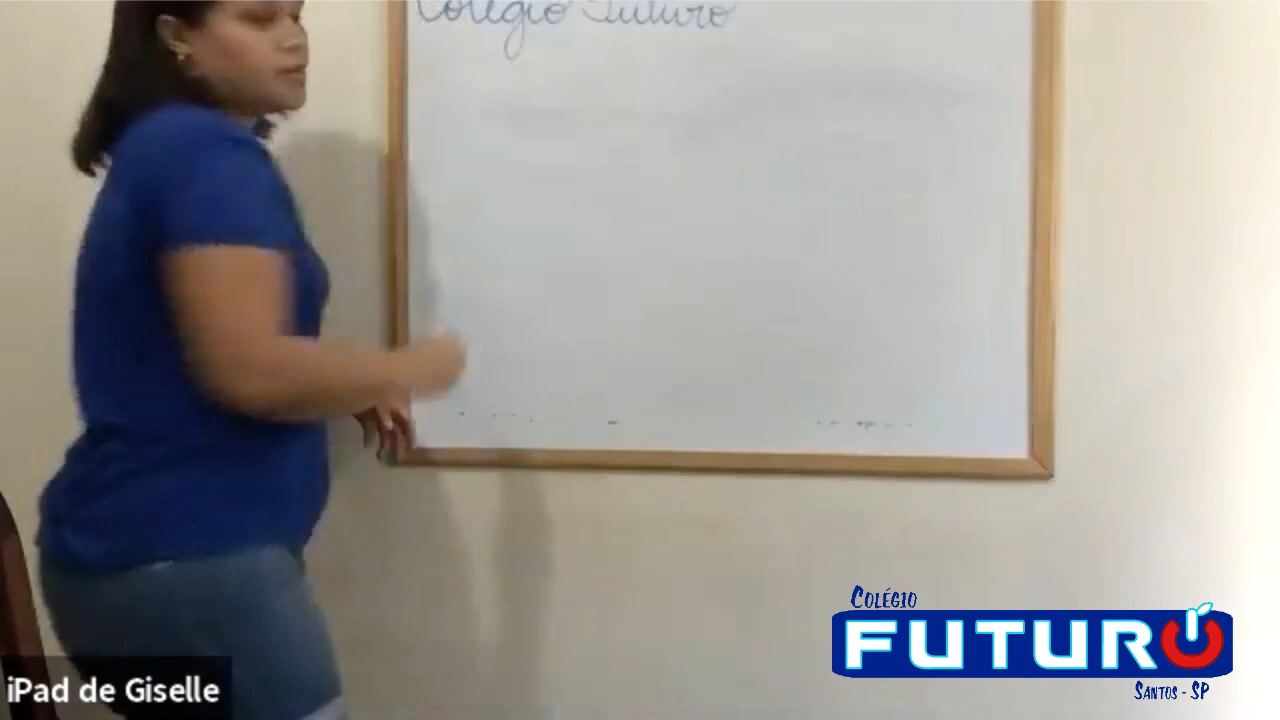 Colégio Futuro
COLÉGIO
FUTURO
SANTOS - SP
iPad de Giselle